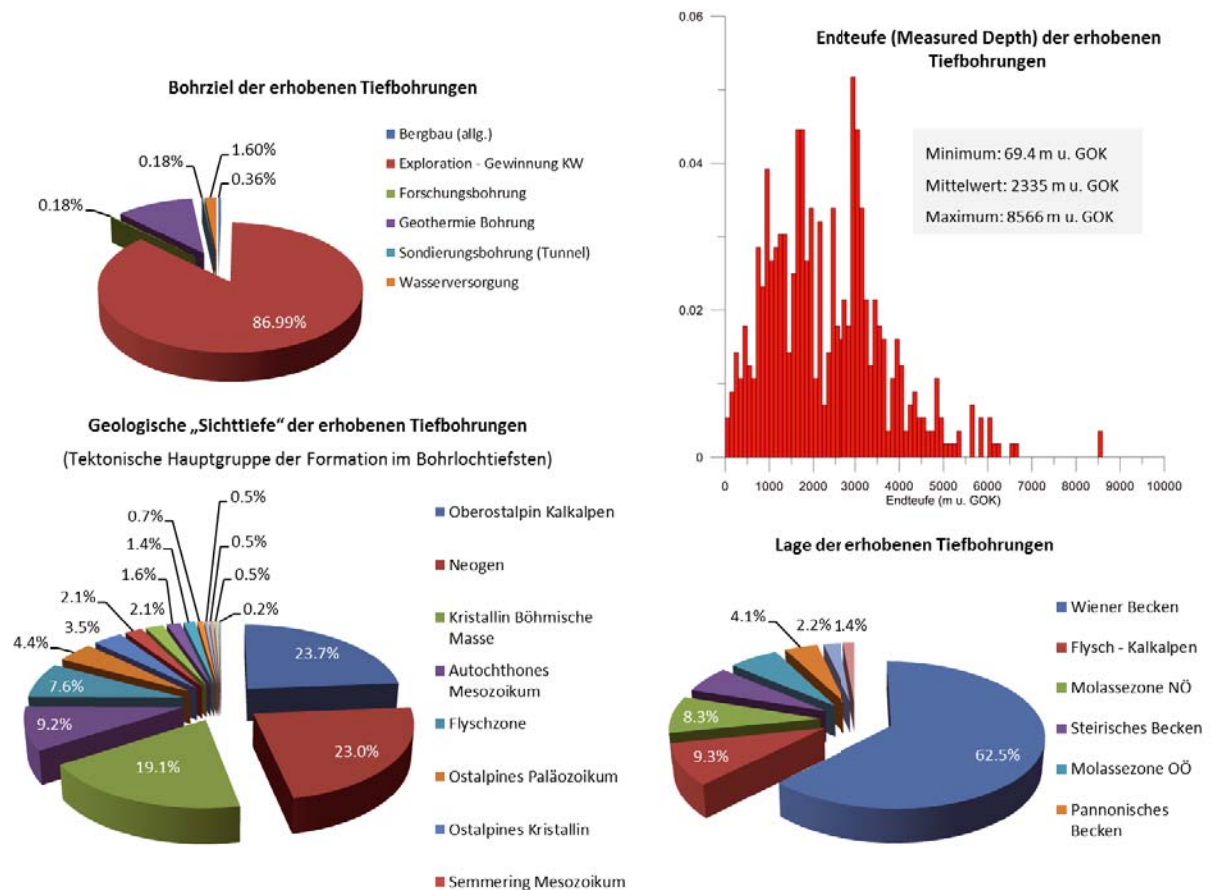 Bohrziel der erhobenen Tiefbohrungen
0.18%
1.60%
0.36%
0.18%
86.99%
Bergbau (allg.)
Exploration - Gewinnung KW
Forschungsbohrung
Geothermie Bohrung
Sondierungsbohrung (Tunnel)
Wasserversorgung
Endteufe (Measured Depth) der erhobenen
Tiefbohrungen
Minimum: 69.4 m u. GOK
Mittelwert: 2335 m u. GOK
Maximum: 8566 m u. GOK
0.06
0.04
0.02
0
0 1000 2000 3000 4000 5000 6000 7000 8000 9000 10000
Endteufe (m u. GOK)
Geologische „Sichttiefe“ der erhobenen Tiefbohrungen
(Tektonische Hauptgruppe der Formation im Bohrlochtiefsten)
0.5%
0.7%
0.5%
1.4%
0.5%
1.6%
0.2%
2.1%
2.1%
3.5%
4.4%
7.6%
9.2%
19.1%
23.0%
23.7%
Oberostalpin Kalkalpen
Neogen
Kristallin Böhmische
Masse
Autochthones
Mesozoikum
Flyschzone
Ostalpines Paläozoikum
Ostalpines Kristallin
Semmering Mesozoikum
Lage der erhobenen Tiefbohrungen
4.1%
2.2%
1.4%
8.3%
9.3%
62.5%
Wiener Becken
Flysch - Kalkalpen
Molassezone NÖ
Steirisches Becken
Molassezone OÖ
Pannonisches
Becken